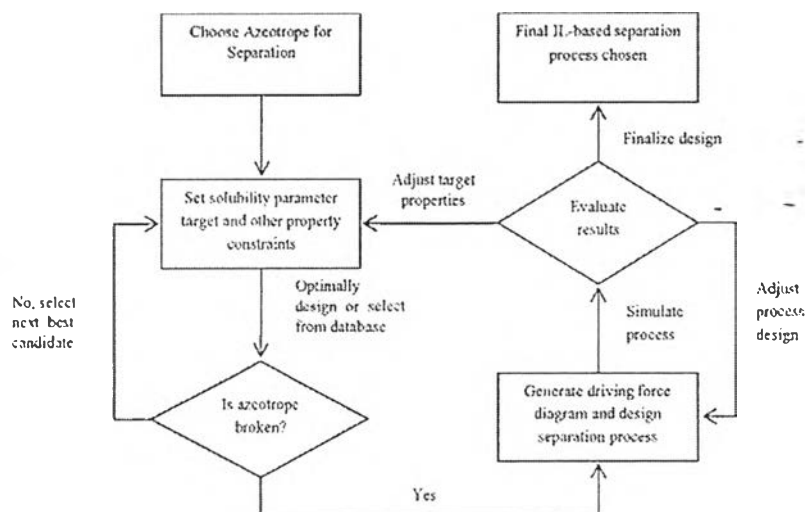 Choose Azeotrope for
Separation
Final IL-based separation
process chosen
Finalize design
Adjust target
properties
Set solubility parameter
target and other property
constraints
Evaluate
results
No, select
next best
candidate
Optimally
design or select
from database
Simulate
process
Adjust
process
design
Is azeotrope
broken?
Generate driving force
diagram and design
separation process
Yes